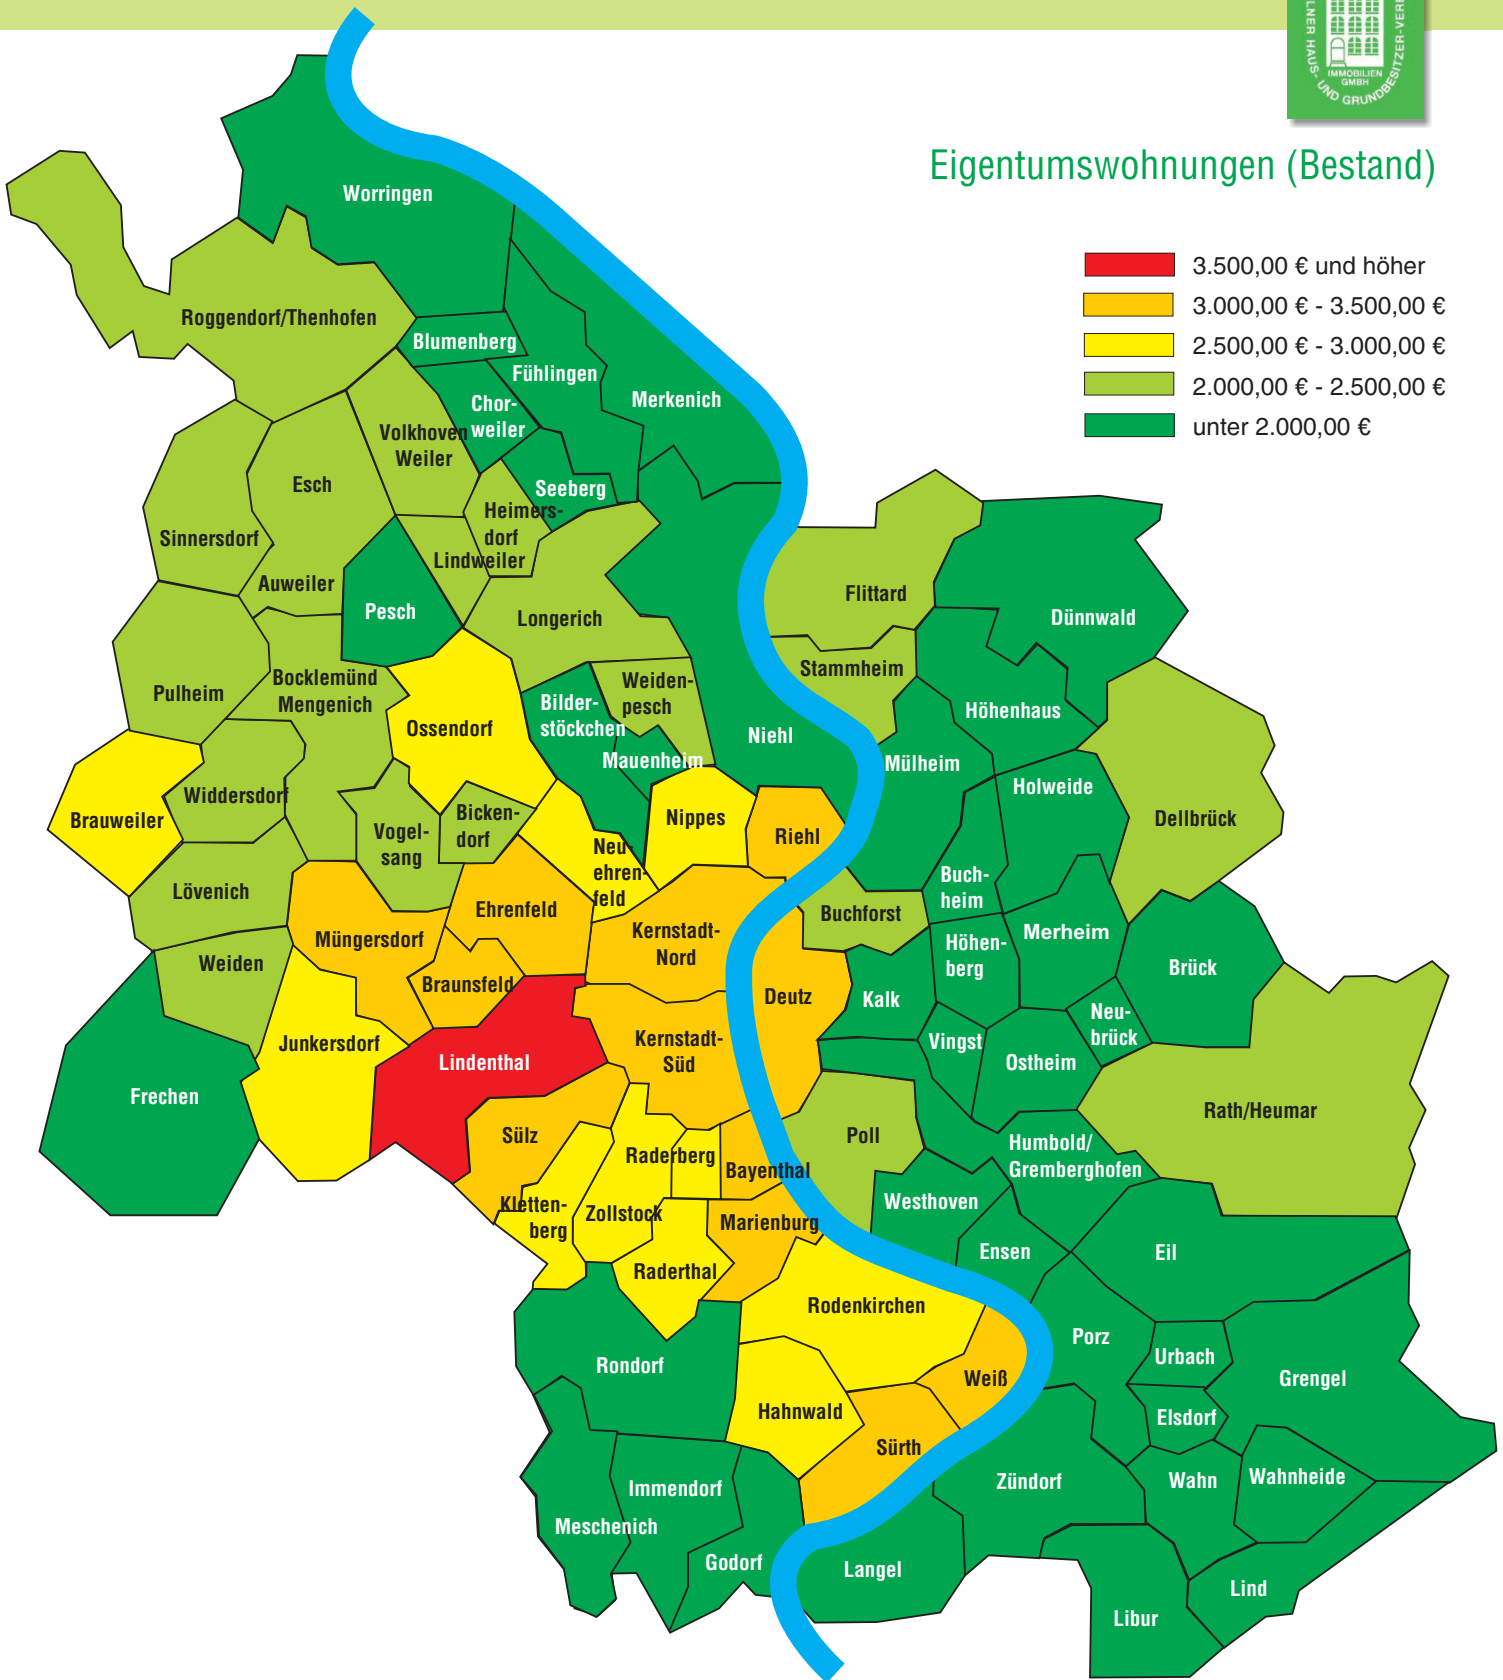 LNER HAUS- UND GRUNDBESITZER-VERE
IMMOBILIEN
GMBH
Eigentumswohnungen (Bestand)
3.500,00 € und höher
3.000,00 € - 3.500,00 €
2.500,00 € - 3.000,00 €
2.000,00 € - 2.500,00 €
unter 2.000,00 €
Worringen
Roggendorf/Thenhofen
Blumenberg
Fühlingen
Merkenich
Chor-
weiler
Volkhoven
Weiler
Esch
Seeberg
Heimers-
dorf
Sinnersdorf
Lindweiler
Auweiler
Pesch
Longerich
Flittard
Dünnwald
Stammheim
Bocklemünd
Mengenich
Pulheim
Weiden-
pesch
Bilder-
stöckchen
Ossendorf
Höhenhaus
Niehl
Mauenheim
Mülheim
Holweide
Widdersdorf
Brauweiler
Bicken-
dorf
Vogel-
sang
Nippes
Riehl
Dellbrück
Neu-
ehren-
feld
Lövenich
Buch-
heim
Ehrenfeld
Buchforst
Müngersdorf
Kernstadt-
Nord
Merheim
Höhen-
berg
Weiden
Brück
Braunsfeld
Deutz
Kalk
Neu-
brück
Junkersdorf
Kernstadt-
Süd
Vingst
Lindenthal
Ostheim
Frechen
Rath/Heumar
Sülz
Poll
Humbold/
Gremberghofen
Raderberg
Bayenthal
Kletten-
berg
Zollstock
Marienburg
Westhoven
Ensen
Eil
Raderthal
Rodenkirchen
Porz
Urbach
Rondorf
Weiß
Grengel
Hahnwald
Elsdorf
Sürth
Zündorf
Wahn
Wahnheide
Immendorf
Meschenich
Godorf
Langel
Lind
Libur